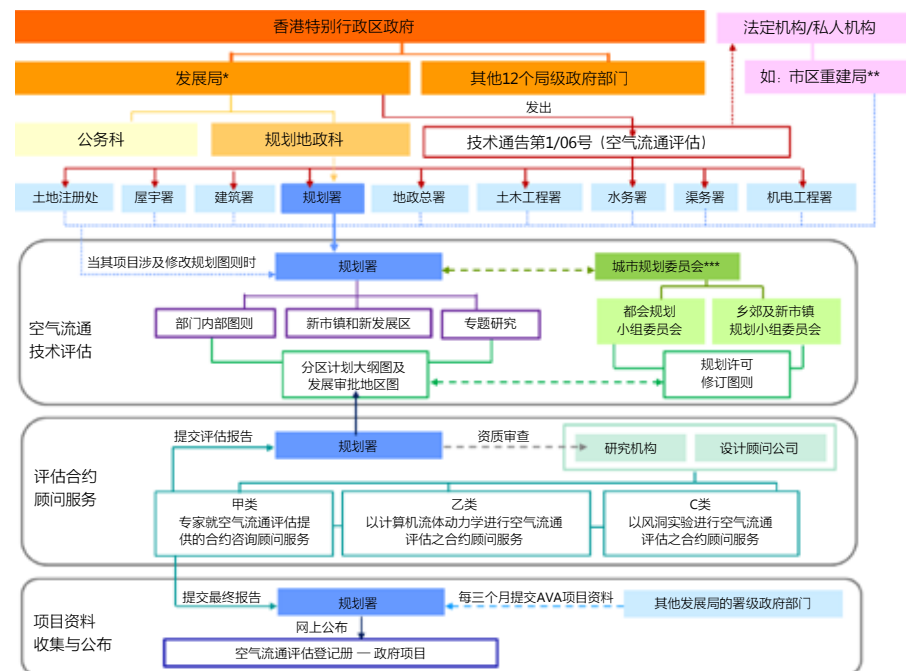 香港特别行政区政府
法定机构/私人机构
发展局*
其他12个局级政府部门
如：市区重建局**
发出
公务科
规划地政科
技术通告第1/06号（空气流通评估）
土地注册处
屋宇署
建筑署
规划署
地政总署
土木工程署
水务署
渠务署
机电工程署
当其项目涉及修改规划图则时
规划署
城市规划委员会***
空气流通
技术评估
部门内部图则
新市镇和新发展区
专题研究
都会规划
小组委员会
乡郊及新市镇
规划小组委员会
分区计划大纲图及
发展审批地区图
规划许可
修订图则
提交评估报告
规划署
资质审查
研究机构
设计顾问公司
评估合约
顾问服务
甲类
专家就空气流通评估提
供的合约咨询顾问服务
乙类
以计算机流体动力学进行空气流通
评估之合约顾问服务
C类
以风洞实验进行空气流通
评估之合约顾问服务
项目资料
收集与公布
提交最终报告
规划署
每三个月提交AVA项目资料
其他发展局的署级政府部门
网上公布
空气流通评估登记册 — 政府项目